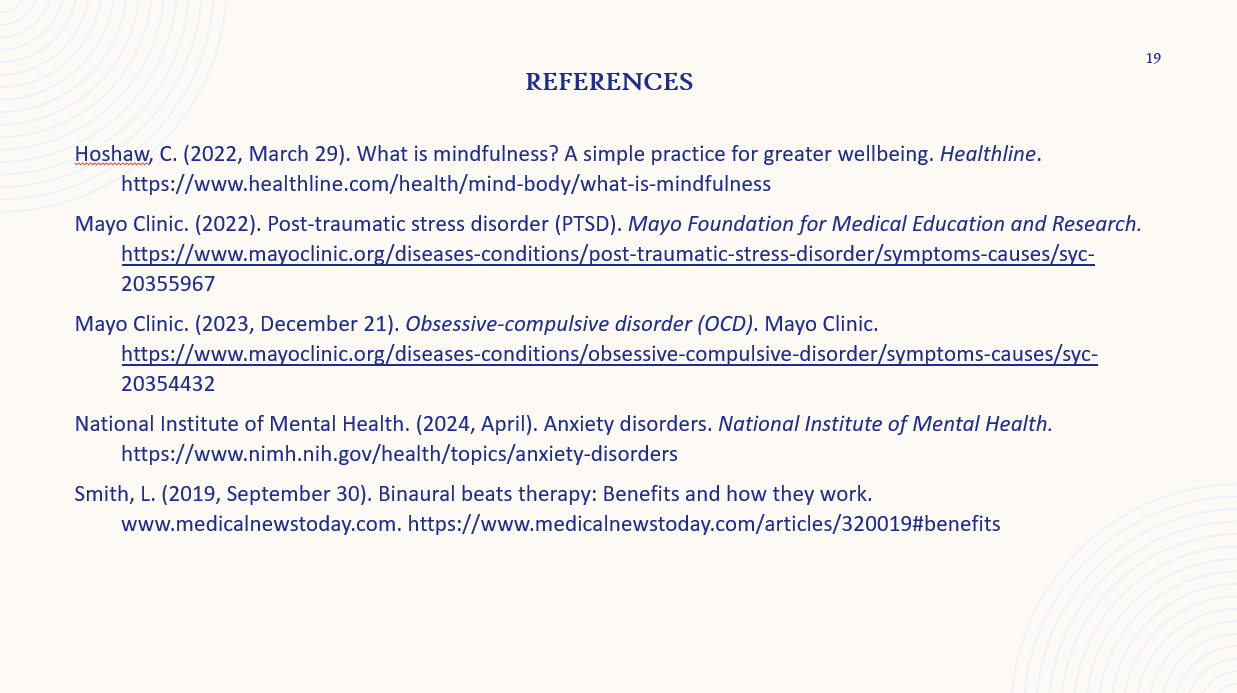 19
REFERENCES
Hoshaw, C. (2022, March 29). What is mindfulness? A simple practice for greater wellbeing. Healthline.
https://www.healthline.com/health/mind-body/what-is-mindfulness
Mayo Clinic. (2022). Post-traumatic stress disorder (PTSD). Mayo Foundation for Medical Education and Research.
https://www.mayoclinic.org/diseases-conditions/post-traumatic-stress-disorder/symptoms-causes/syc-
20355967
Mayo Clinic. (2023, December 21). Obsessive-compulsive disorder (OCD). Mayo Clinic.
https://www.mayoclinic.org/diseases-conditions/obsessive-compulsive-disorder/symptoms-causes/syc-
20354432
National Institute of Mental Health. (2024, April). Anxiety disorders. National Institute of Mental Health.
https://www.nimh.nih.gov/health/topics/anxiety-disorders
Smith, L. (2019, September 30). Binaural beats therapy: Benefits and how they work.
www.medicalnewstoday.com. https://www.medicalnewstoday.com/articles/320019#benefits